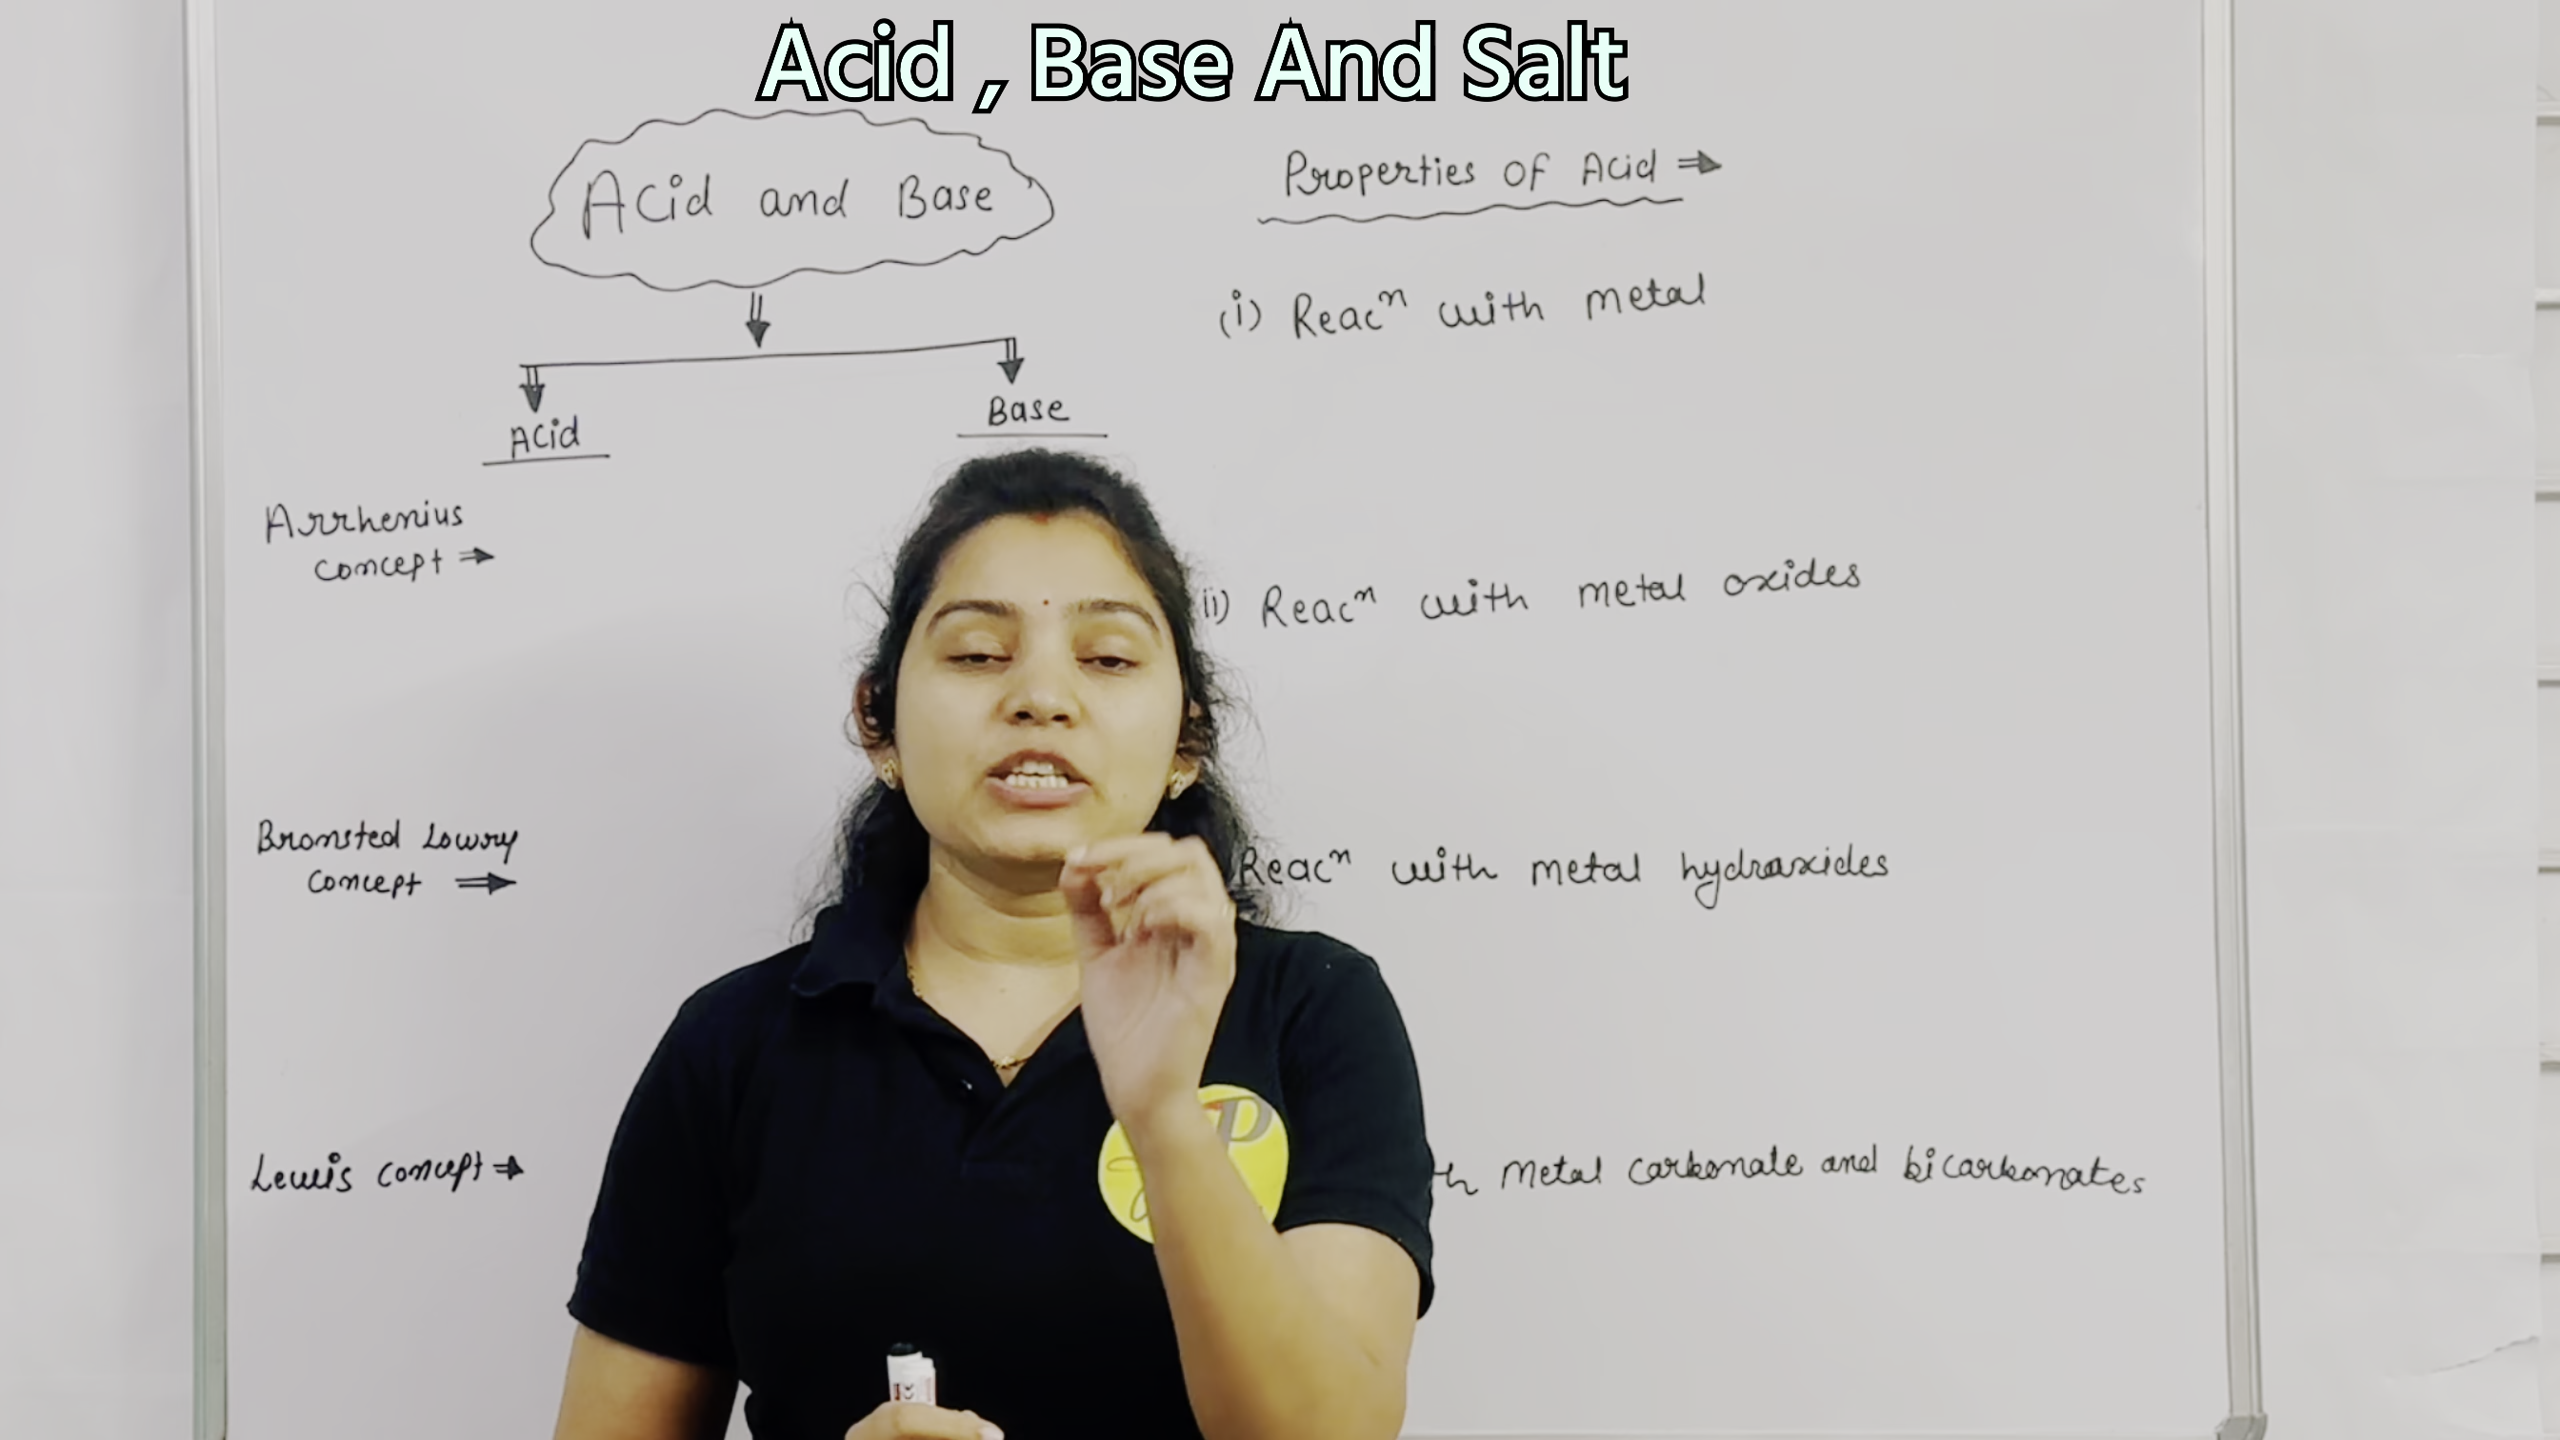 Acid , Base And Salt
Acid and Base
Acid
Base
Arrhenius
concept ⇒
Bronsted Lowry
concept ⇒
Lewis concept ⇒
Properties of Acid ⇒
(i) Reacⁿ with metal
ii) Reacⁿ with metal oxides
Reacⁿ with metal hydroxides
th Metal carbonate and bicarbonates